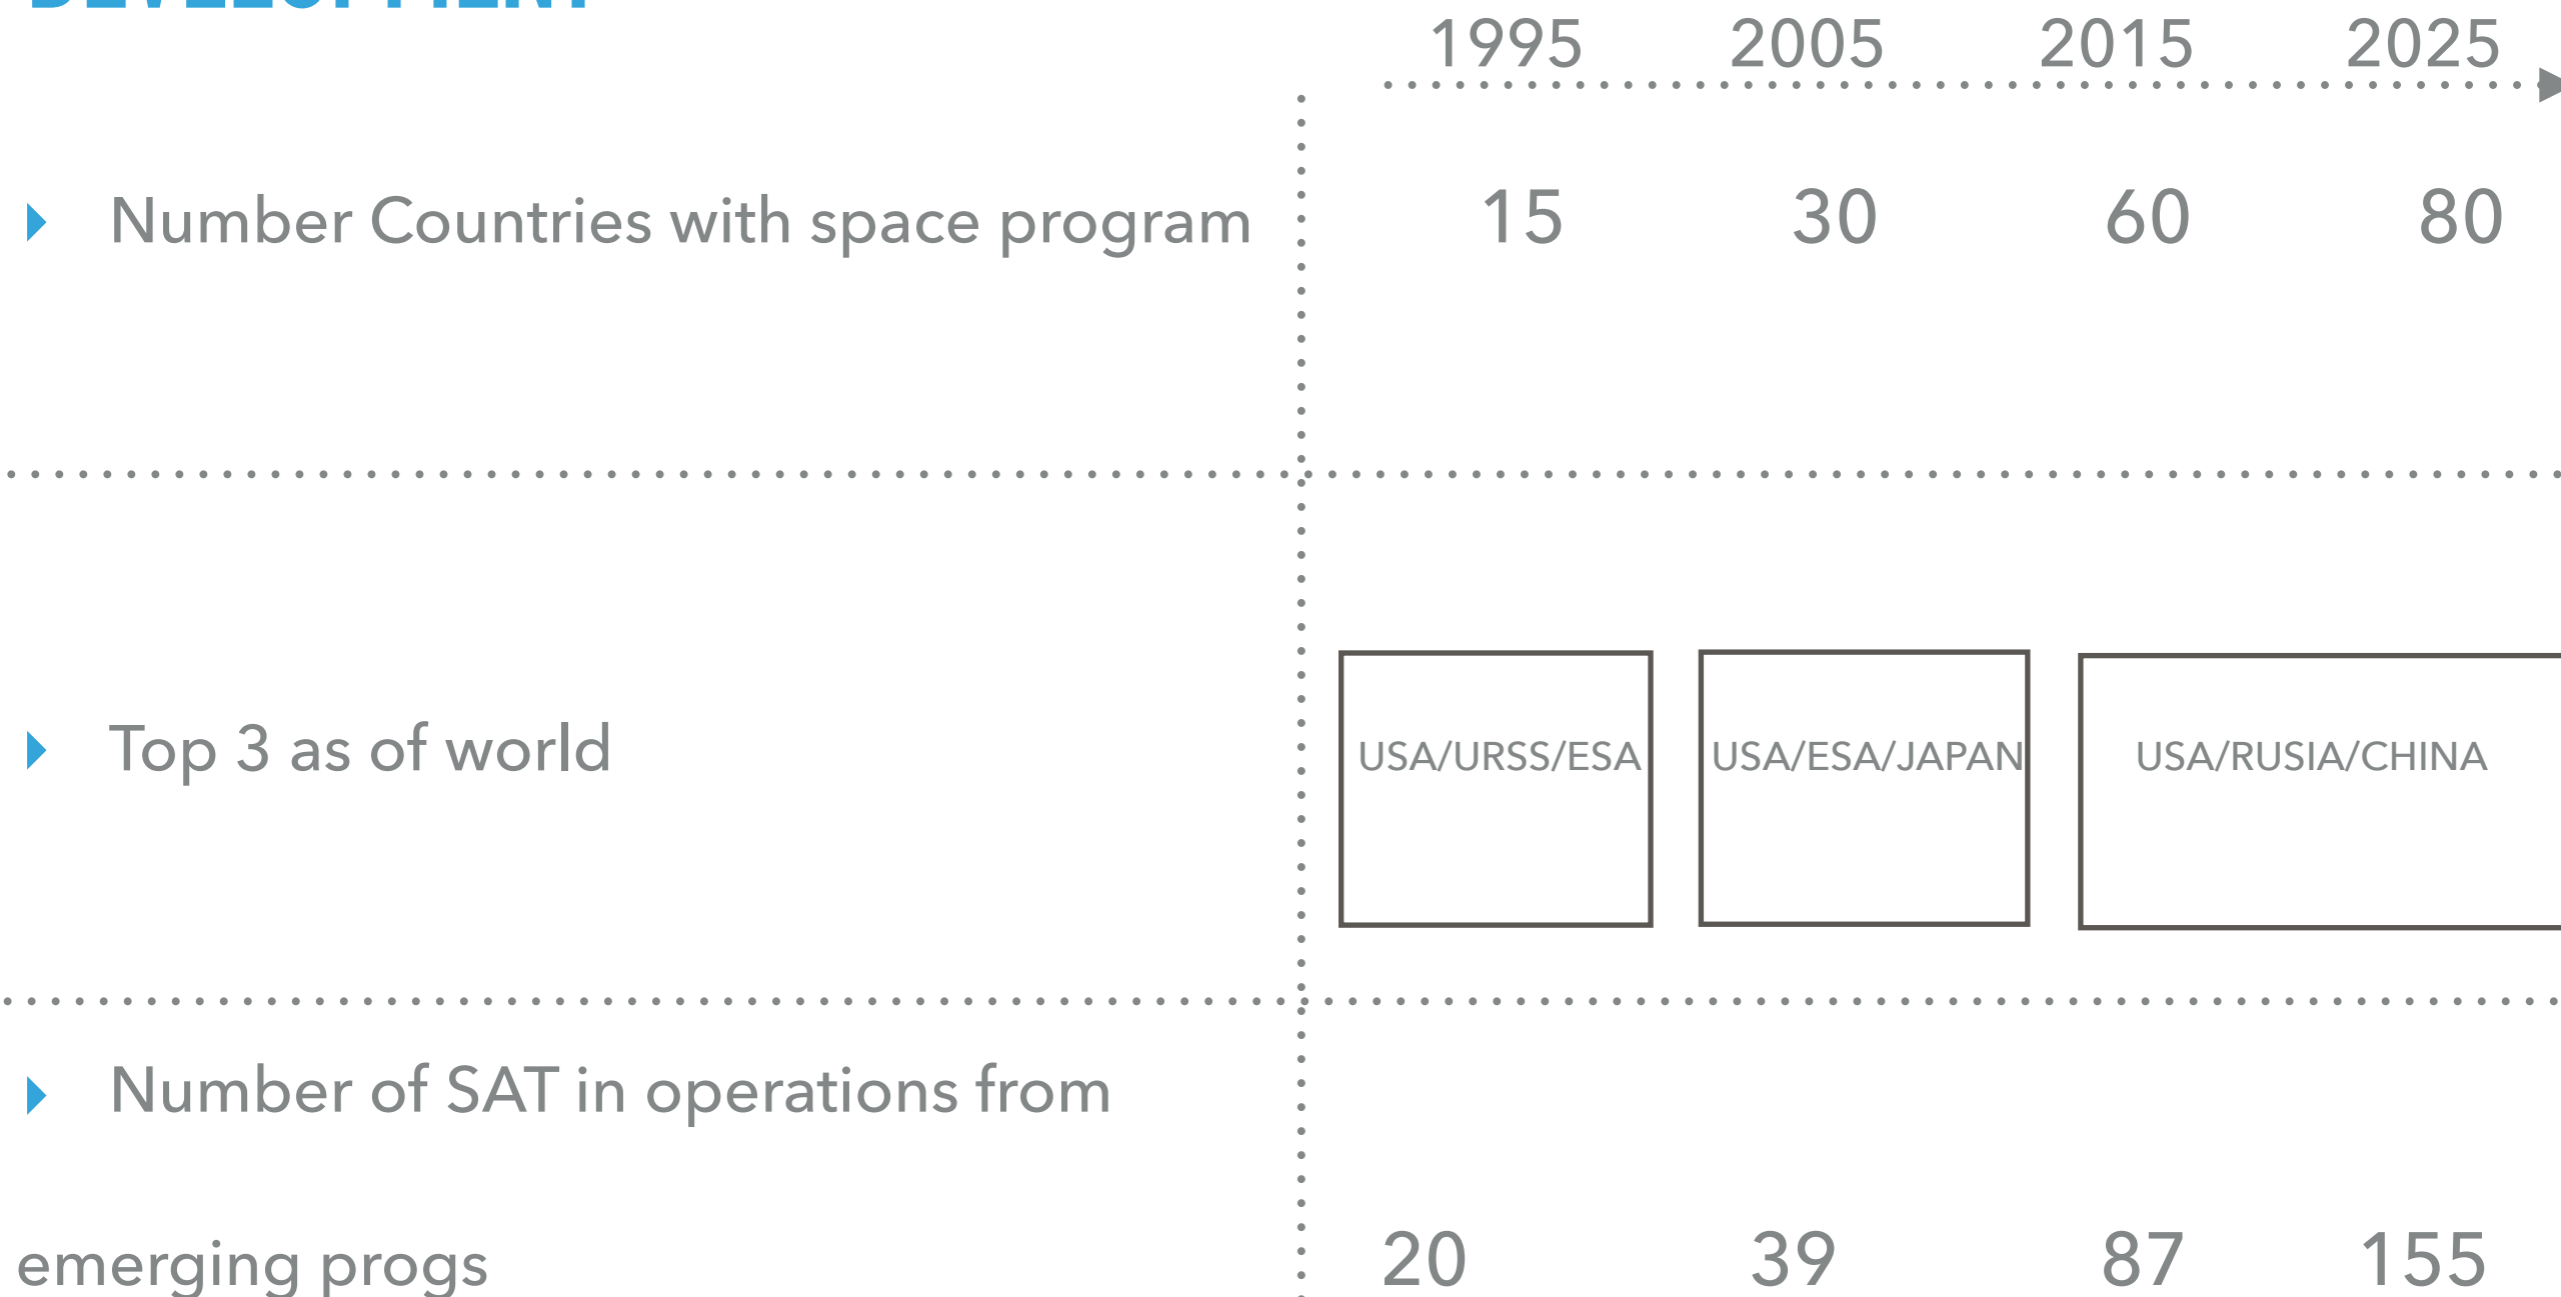 DEVELOPMENT
1995 2005 2015 2025
Number Countries with space program 15 30 60 80
Top 3 as of world USA/URSS/ESA USA/ESA/JAPAN USA/RUSIA/CHINA
Number of SAT in operations from
emerging progs 20 39 87 155